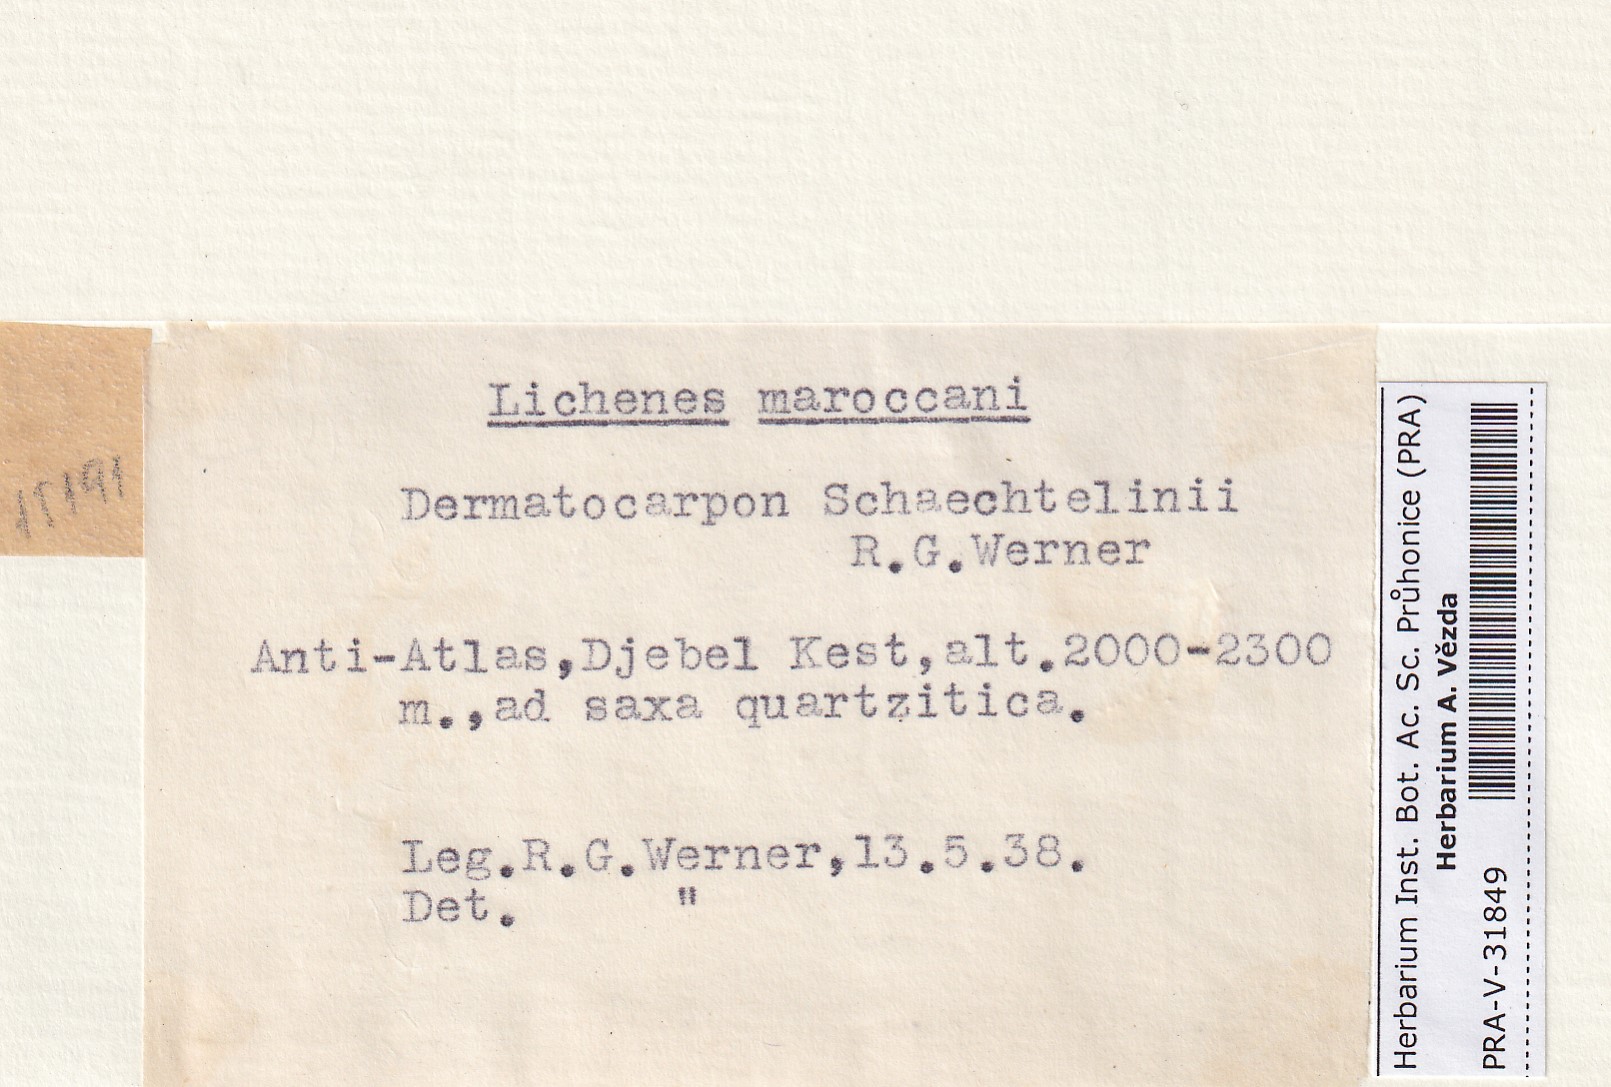 Lichenes maroccani
Dermatocarpon Schaechtelinii
R.G.Werner
Anti-Atlas,Djebel Kest,alt.2000-2300
m.,ad saxa quartzitica.
Leg.R.G.Werner,13.5.38.
Det. "
Herbarium Inst. Bot. Ac. Sc. Průhonice (PRA)
Herbarium A. Vězda
PRA-V-31849